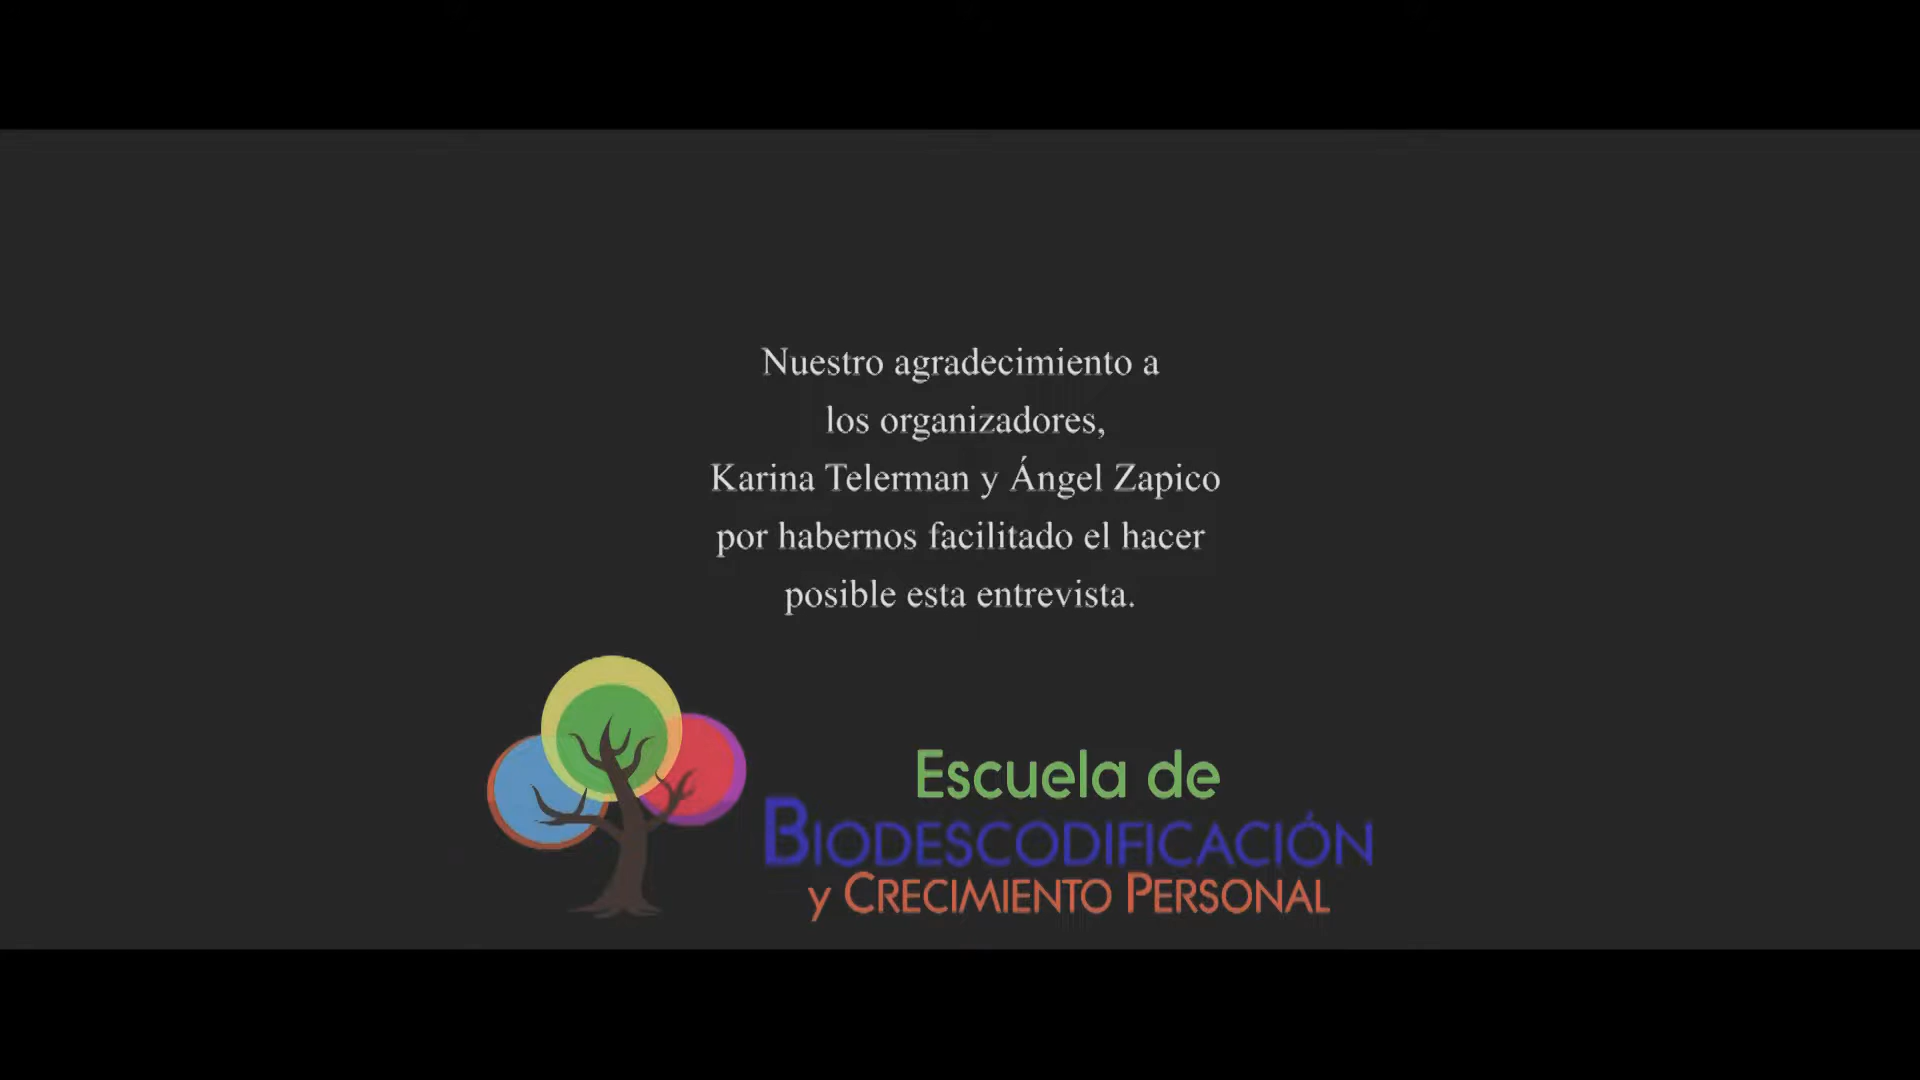 Nuestro agradecimiento a
los organizadores,
Karina Telerman y Ángel Zapico
por habernos facilitado el hacer
posible esta entrevista.
Escuela de
BIODESCODIFICACIÓN
y CRECIMIENTO PERSONAL